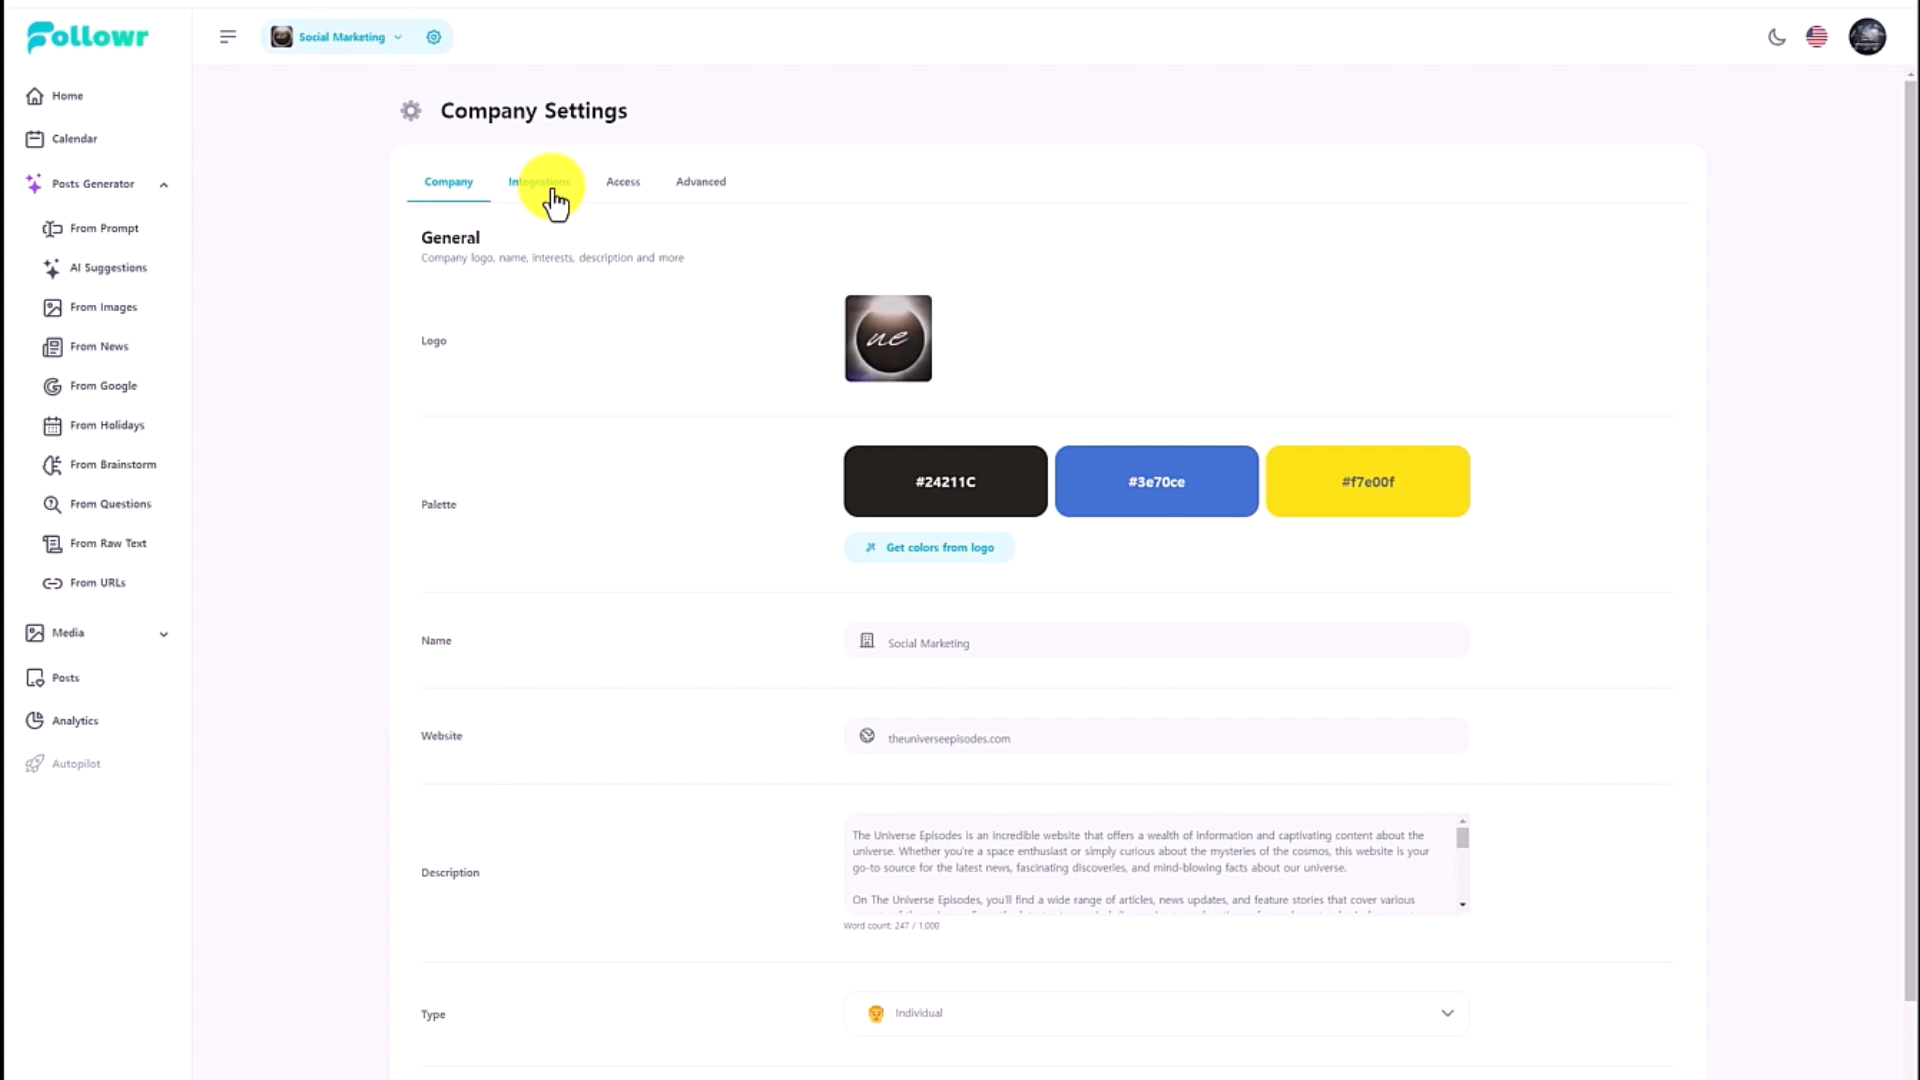 Followr
Social Marketing
Home
Calendar
Posts Generator
From Prompt
AI Suggestions
From Images
From News
From Google
From Holidays
From Brainstorm
From Questions
From Raw Text
From URLs
Media
Posts
Analytics
Autopilot
Company Settings
Company Integrations Access Advanced
General
Company logo, name, interests, description and more
Logo
ue
Palette
#24211C #3e70ce #f7e00f
Get colors from logo
Name
Social Marketing
Website
theuniverseepisodes.com
Description
The Universe Episodes is an incredible website that offers a wealth of information and captivating content about the
universe. Whether you're a space enthusiast or simply curious about the mysteries of the cosmos, this website is your
go-to source for the latest news, fascinating discoveries, and mind-blowing facts about our universe.
On The Universe Episodes, you'll find a wide range of articles, news updates, and feature stories that cover various
Word count: 247 / 1,000
Type
Individual